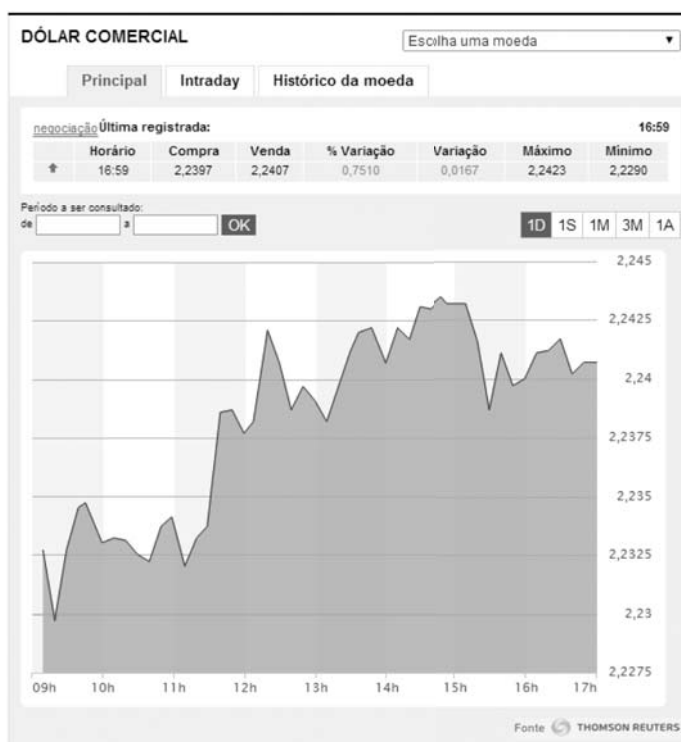 DÓLAR COMERCIAL
Escolha uma moeda
Principal Intraday Histórico da moeda
negociação Última registrada: 16:59
Horário Compra Venda % Variação Variação Máximo Mínimo
16:59 2,2397 2,2407 0,7510 0,0167 2,2423 2,2290
Período a ser consultado:
de a OK 1D 1S 1M 3M 1A
2,245
2,2425
2,24
2,2375
2,235
2,2325
2,23
2,2275
09h 10h 11h 12h 13h 14h 15h 16h 17h
Fonte THOMSON REUTERS